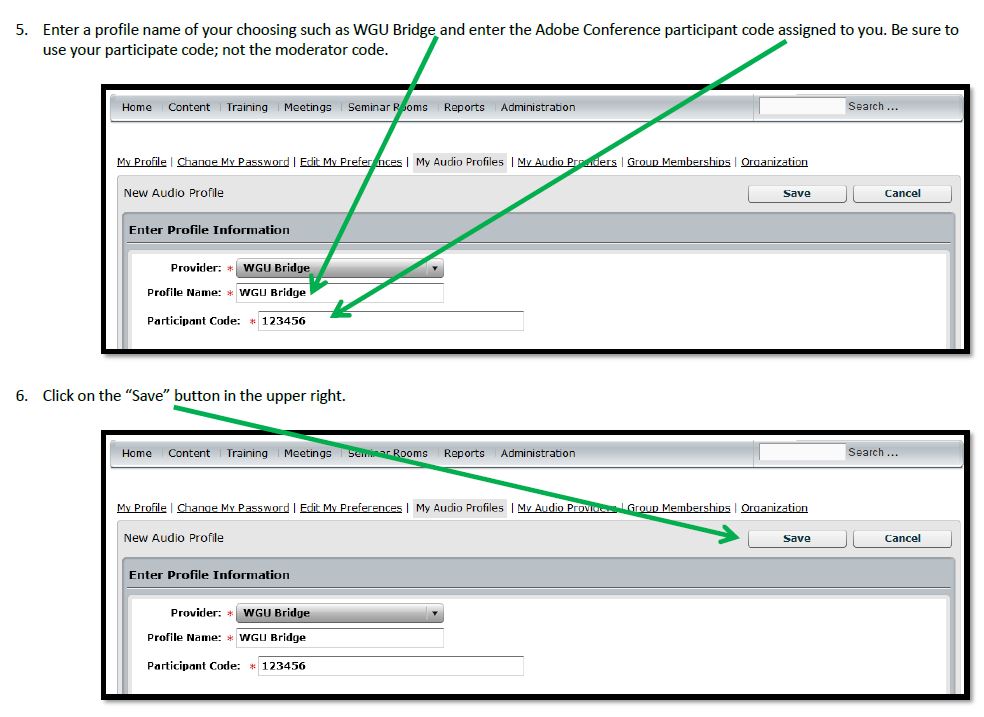 5. Enter a profile name of your choosing such as WGU Bridge and enter the Adobe Conference participant code assigned to you. Be sure to
use your participate code; not the moderator code.
Home Content Training Meetings Seminar Rooms Reports Administration Search ...
My Profile | Change My Password | Edit My Preferences | My Audio Profiles | My Audio Providers | Group Memberships | Organization
New Audio Profile Save Cancel
Enter Profile Information
Provider: * WGU Bridge
Profile Name: * WGU Bridge
Participant Code: * 123456
6. Click on the “Save” button in the upper right.
Home Content Training Meetings Seminar Rooms Reports Administration Search ...
My Profile | Change My Password | Edit My Preferences | My Audio Profiles | My Audio Providers | Group Memberships | Organization
New Audio Profile Save Cancel
Enter Profile Information
Provider: * WGU Bridge
Profile Name: * WGU Bridge
Participant Code: * 123456